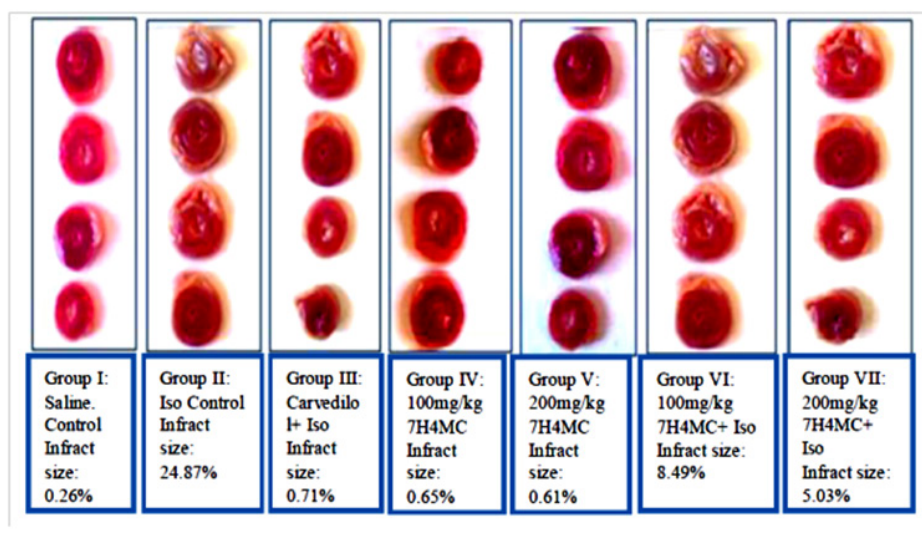 Group I:
Saline.
Control
Infract
size:
0.26%
Group II:
Iso Control
Infract
size:
24.87%
Group III:
Carvedilo
l+ Iso
Infract
size:
0.71%
Group IV:
100mg/kg
7H4MC
Infract
size:
0.65%
Group V:
200mg/kg
7H4MC
Infract
size:
0.61%
Group VI:
100mg/kg
7H4MC+ Iso
Infract size:
8.49%
Group VII:
200mg/kg
7H4MC+
Iso
Infract size:
5.03%